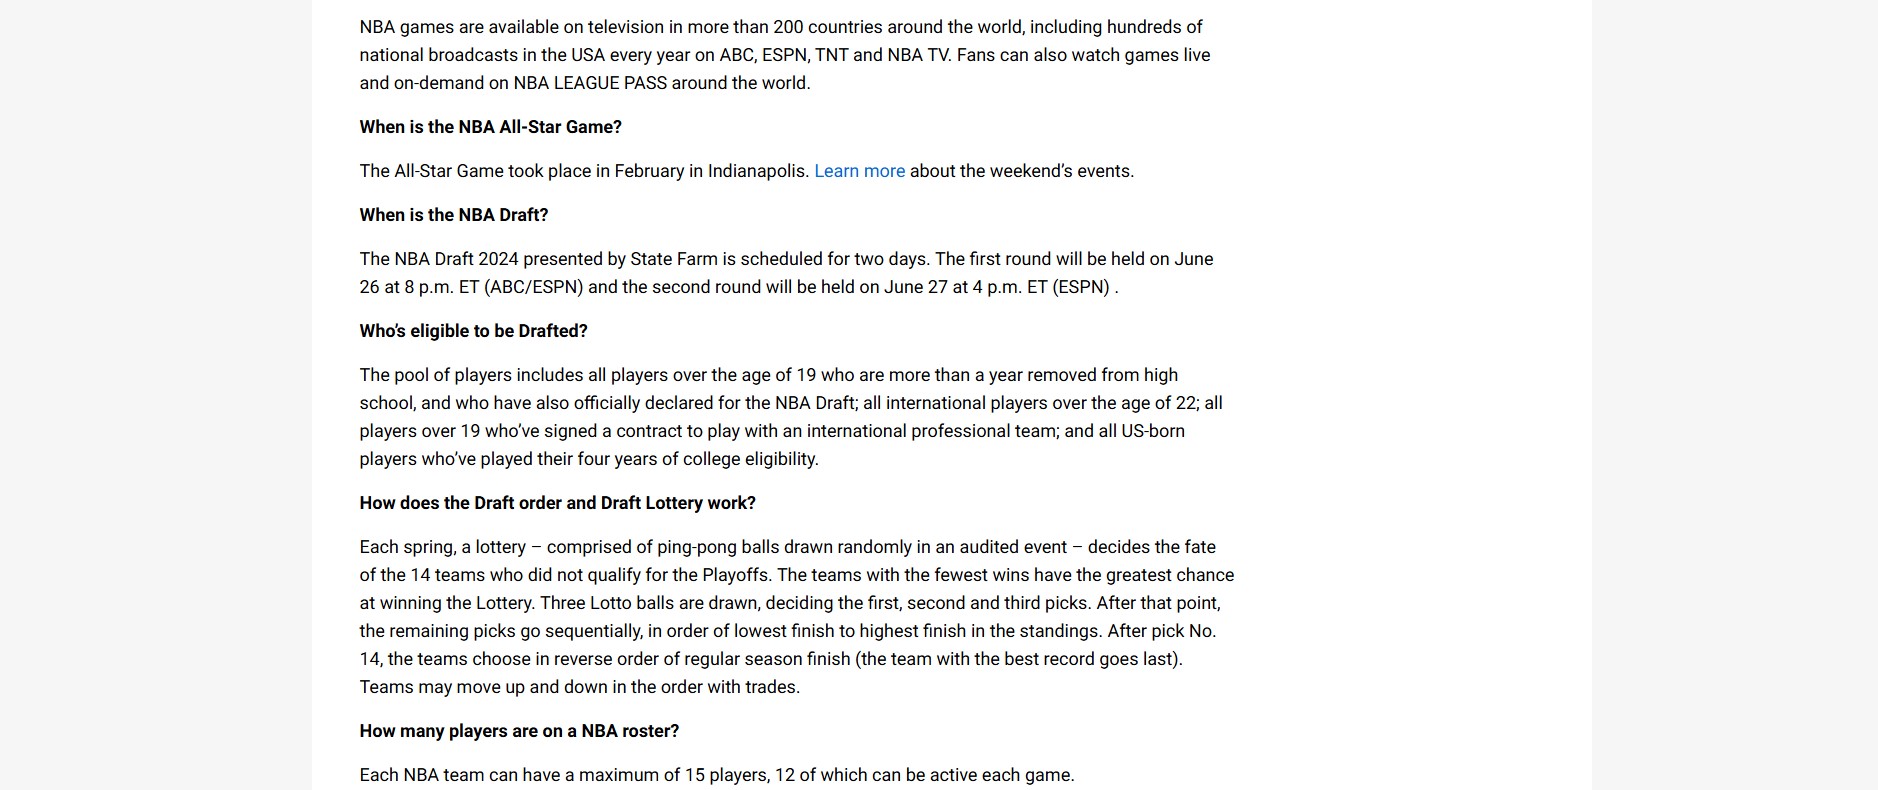 NBA games are available on television in more than 200 countries around the world, including hundreds of
national broadcasts in the USA every year on ABC, ESPN, TNT and NBA TV. Fans can also watch games live
and on-demand on NBA LEAGUE PASS around the world.
When is the NBA All-Star Game?
The All-Star Game took place in February in Indianapolis. Learn more about the weekend’s events.
When is the NBA Draft?
The NBA Draft 2024 presented by State Farm is scheduled for two days. The first round will be held on June
26 at 8 p.m. ET (ABC/ESPN) and the second round will be held on June 27 at 4 p.m. ET (ESPN) .
Who’s eligible to be Drafted?
The pool of players includes all players over the age of 19 who are more than a year removed from high
school, and who have also officially declared for the NBA Draft; all international players over the age of 22; all
players over 19 who’ve signed a contract to play with an international professional team; and all US-born
players who’ve played their four years of college eligibility.
How does the Draft order and Draft Lottery work?
Each spring, a lottery – comprised of ping-pong balls drawn randomly in an audited event – decides the fate
of the 14 teams who did not qualify for the Playoffs. The teams with the fewest wins have the greatest chance
at winning the Lottery. Three Lotto balls are drawn, deciding the first, second and third picks. After that point,
the remaining picks go sequentially, in order of lowest finish to highest finish in the standings. After pick No.
14, the teams choose in reverse order of regular season finish (the team with the best record goes last).
Teams may move up and down in the order with trades.
How many players are on a NBA roster?
Each NBA team can have a maximum of 15 players, 12 of which can be active each game.